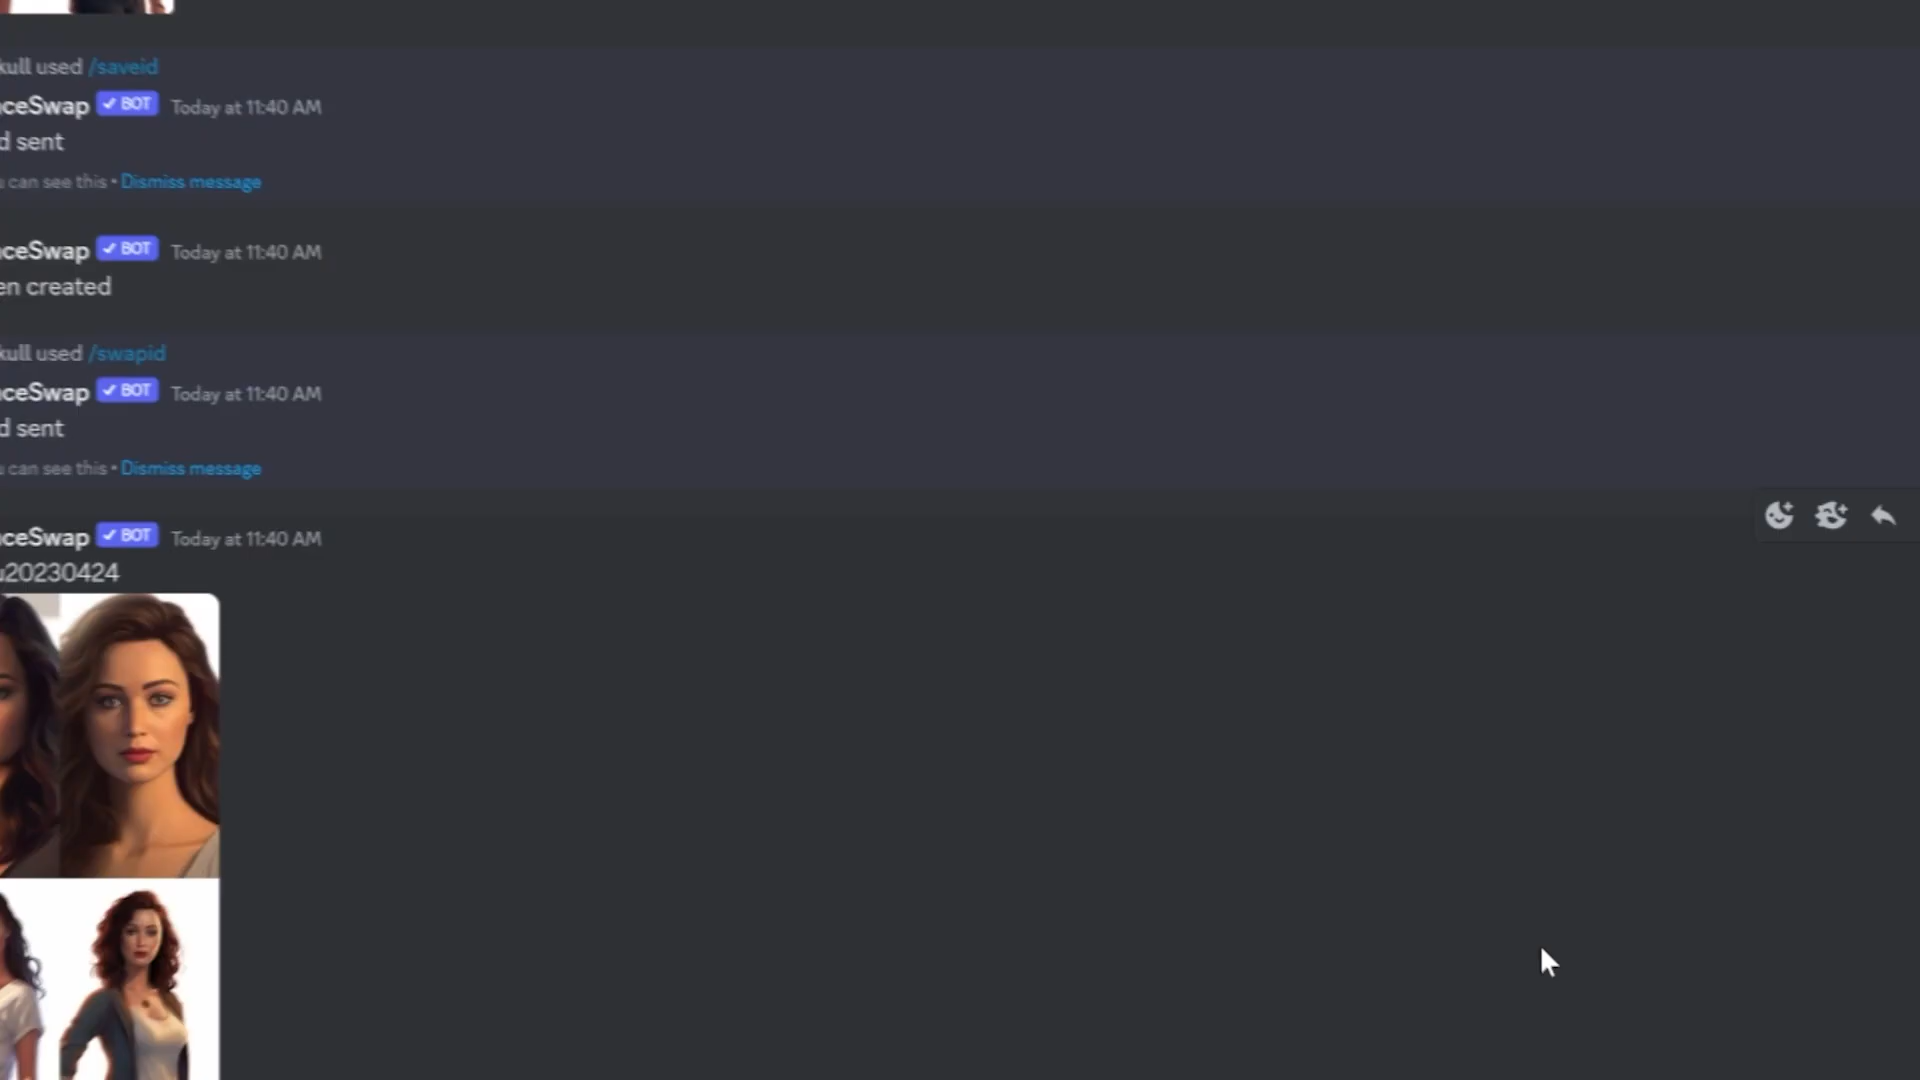 kull used /saveid
ceSwap BOT Today at 11:40 AM
d sent
can see this • Dismiss message
ceSwap BOT Today at 11:40 AM
en created
kull used /swapid
ceSwap BOT Today at 11:40 AM
d sent
can see this • Dismiss message
ceSwap BOT Today at 11:40 AM
u20230424